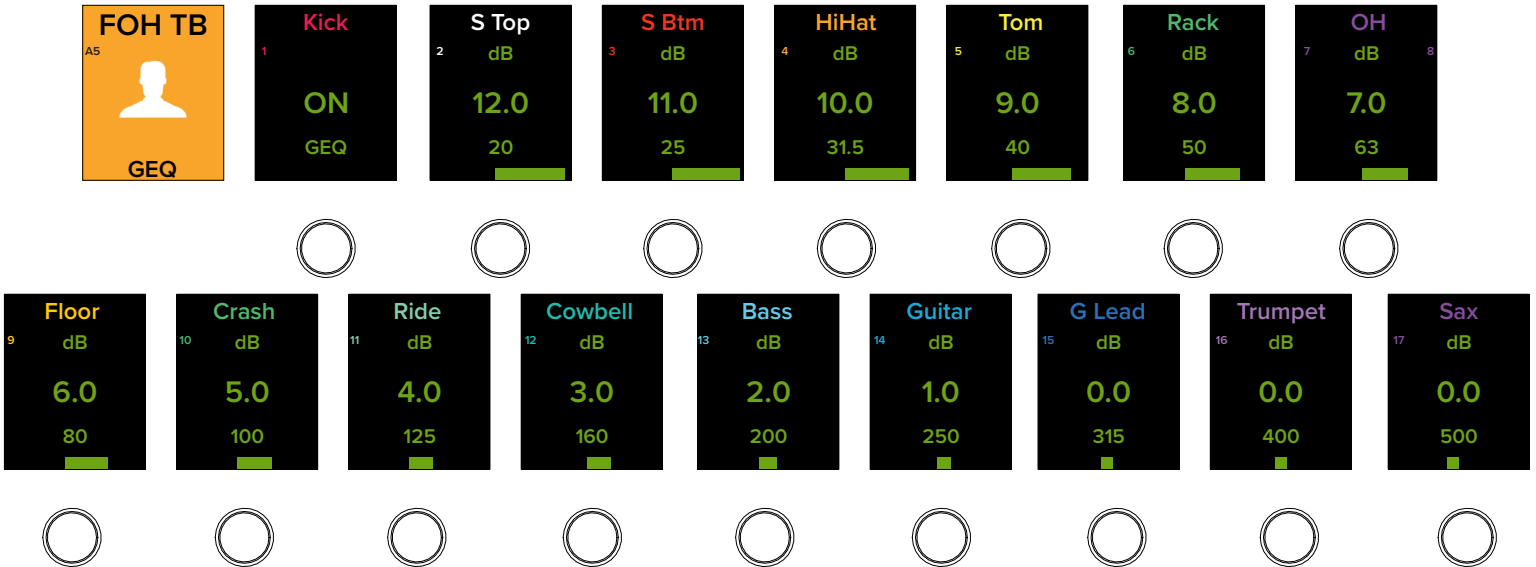 FOH TB
A5
GEQ
Kick
1
ON
GEQ
S Top
2
dB
12.0
20
S Btm
3
dB
11.0
25
HiHat
4
dB
10.0
31.5
Tom
5
dB
9.0
40
Rack
6
dB
8.0
50
OH
7
dB
8
7.0
63
Floor
9
dB
6.0
80
Crash
10
dB
5.0
100
Ride
11
dB
4.0
125
Cowbell
12
dB
3.0
160
Bass
13
dB
2.0
200
Guitar
14
dB
1.0
250
G Lead
15
dB
0.0
315
Trumpet
16
dB
0.0
400
Sax
17
dB
0.0
500